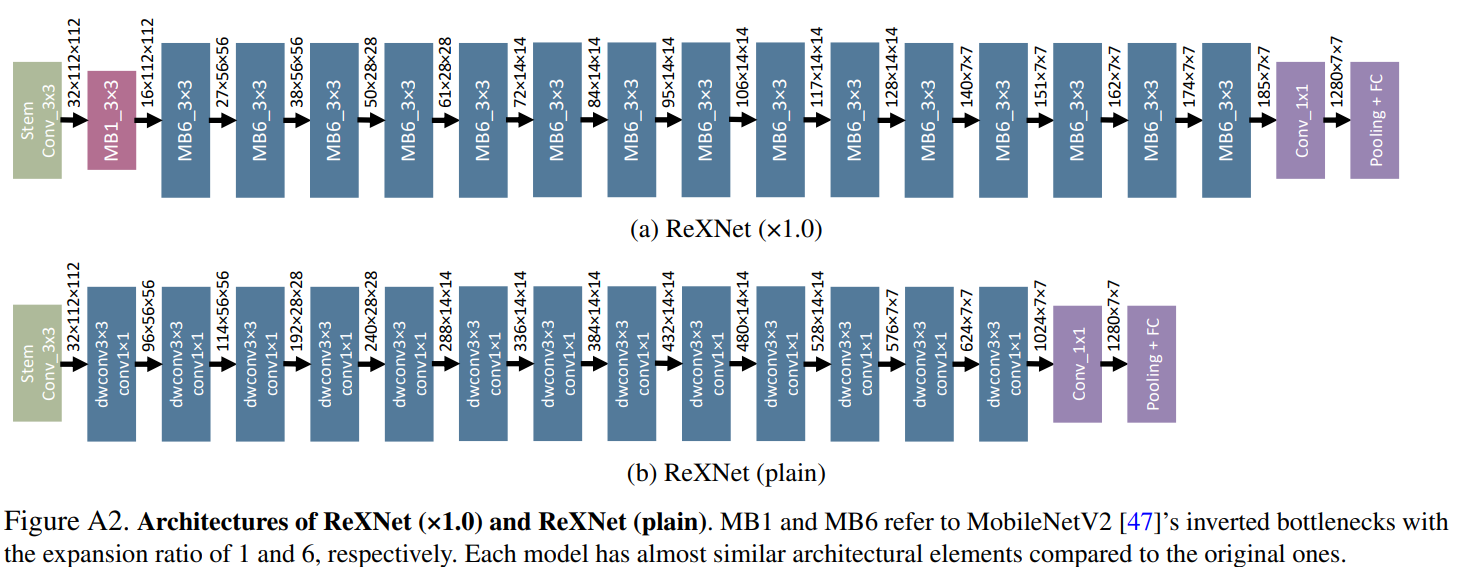 Stem
Conv_3x3
32×112×112
MB1_3×3
16×112×112
MB6_3×3
27×56×56
MB6_3×3
38×56×56
MB6_3×3
50×28×28
MB6_3×3
61×28×28
MB6_3×3
72×14×14
MB6_3×3
84×14×14
MB6_3×3
95×14×14
MB6_3×3
106×14×14
MB6_3×3
117×14×14
MB6_3×3
128×14×14
MB6_3×3
140×7×7
MB6_3×3
151×7×7
MB6_3×3
162×7×7
MB6_3×3
174×7×7
MB6_3×3
185×7×7
Conv_1x1
1280×7×7
Pooling + FC
(a) ReXNet (×1.0)
Stem
Conv_3x3
32×112×112
dwconv3×3
conv1×1
96×56×56
dwconv3×3
conv1×1
114×56×56
dwconv3×3
conv1×1
192×28×28
dwconv3×3
conv1×1
240×28×28
dwconv3×3
conv1×1
288×14×14
dwconv3×3
conv1×1
336×14×14
dwconv3×3
conv1×1
384×14×14
dwconv3×3
conv1×1
432×14×14
dwconv3×3
conv1×1
480×14×14
dwconv3×3
conv1×1
528×14×14
dwconv3×3
conv1×1
576×7×7
dwconv3×3
conv1×1
624×7×7
dwconv3×3
conv1×1
1024×7×7
Conv_1x1
1280×7×7
Pooling + FC
(b) ReXNet (plain)
Figure A2. Architectures of ReXNet (×1.0) and ReXNet (plain). MB1 and MB6 refer to MobileNetV2 [47]'s inverted bottlenecks with
the expansion ratio of 1 and 6, respectively. Each model has almost similar architectural elements compared to the original ones.